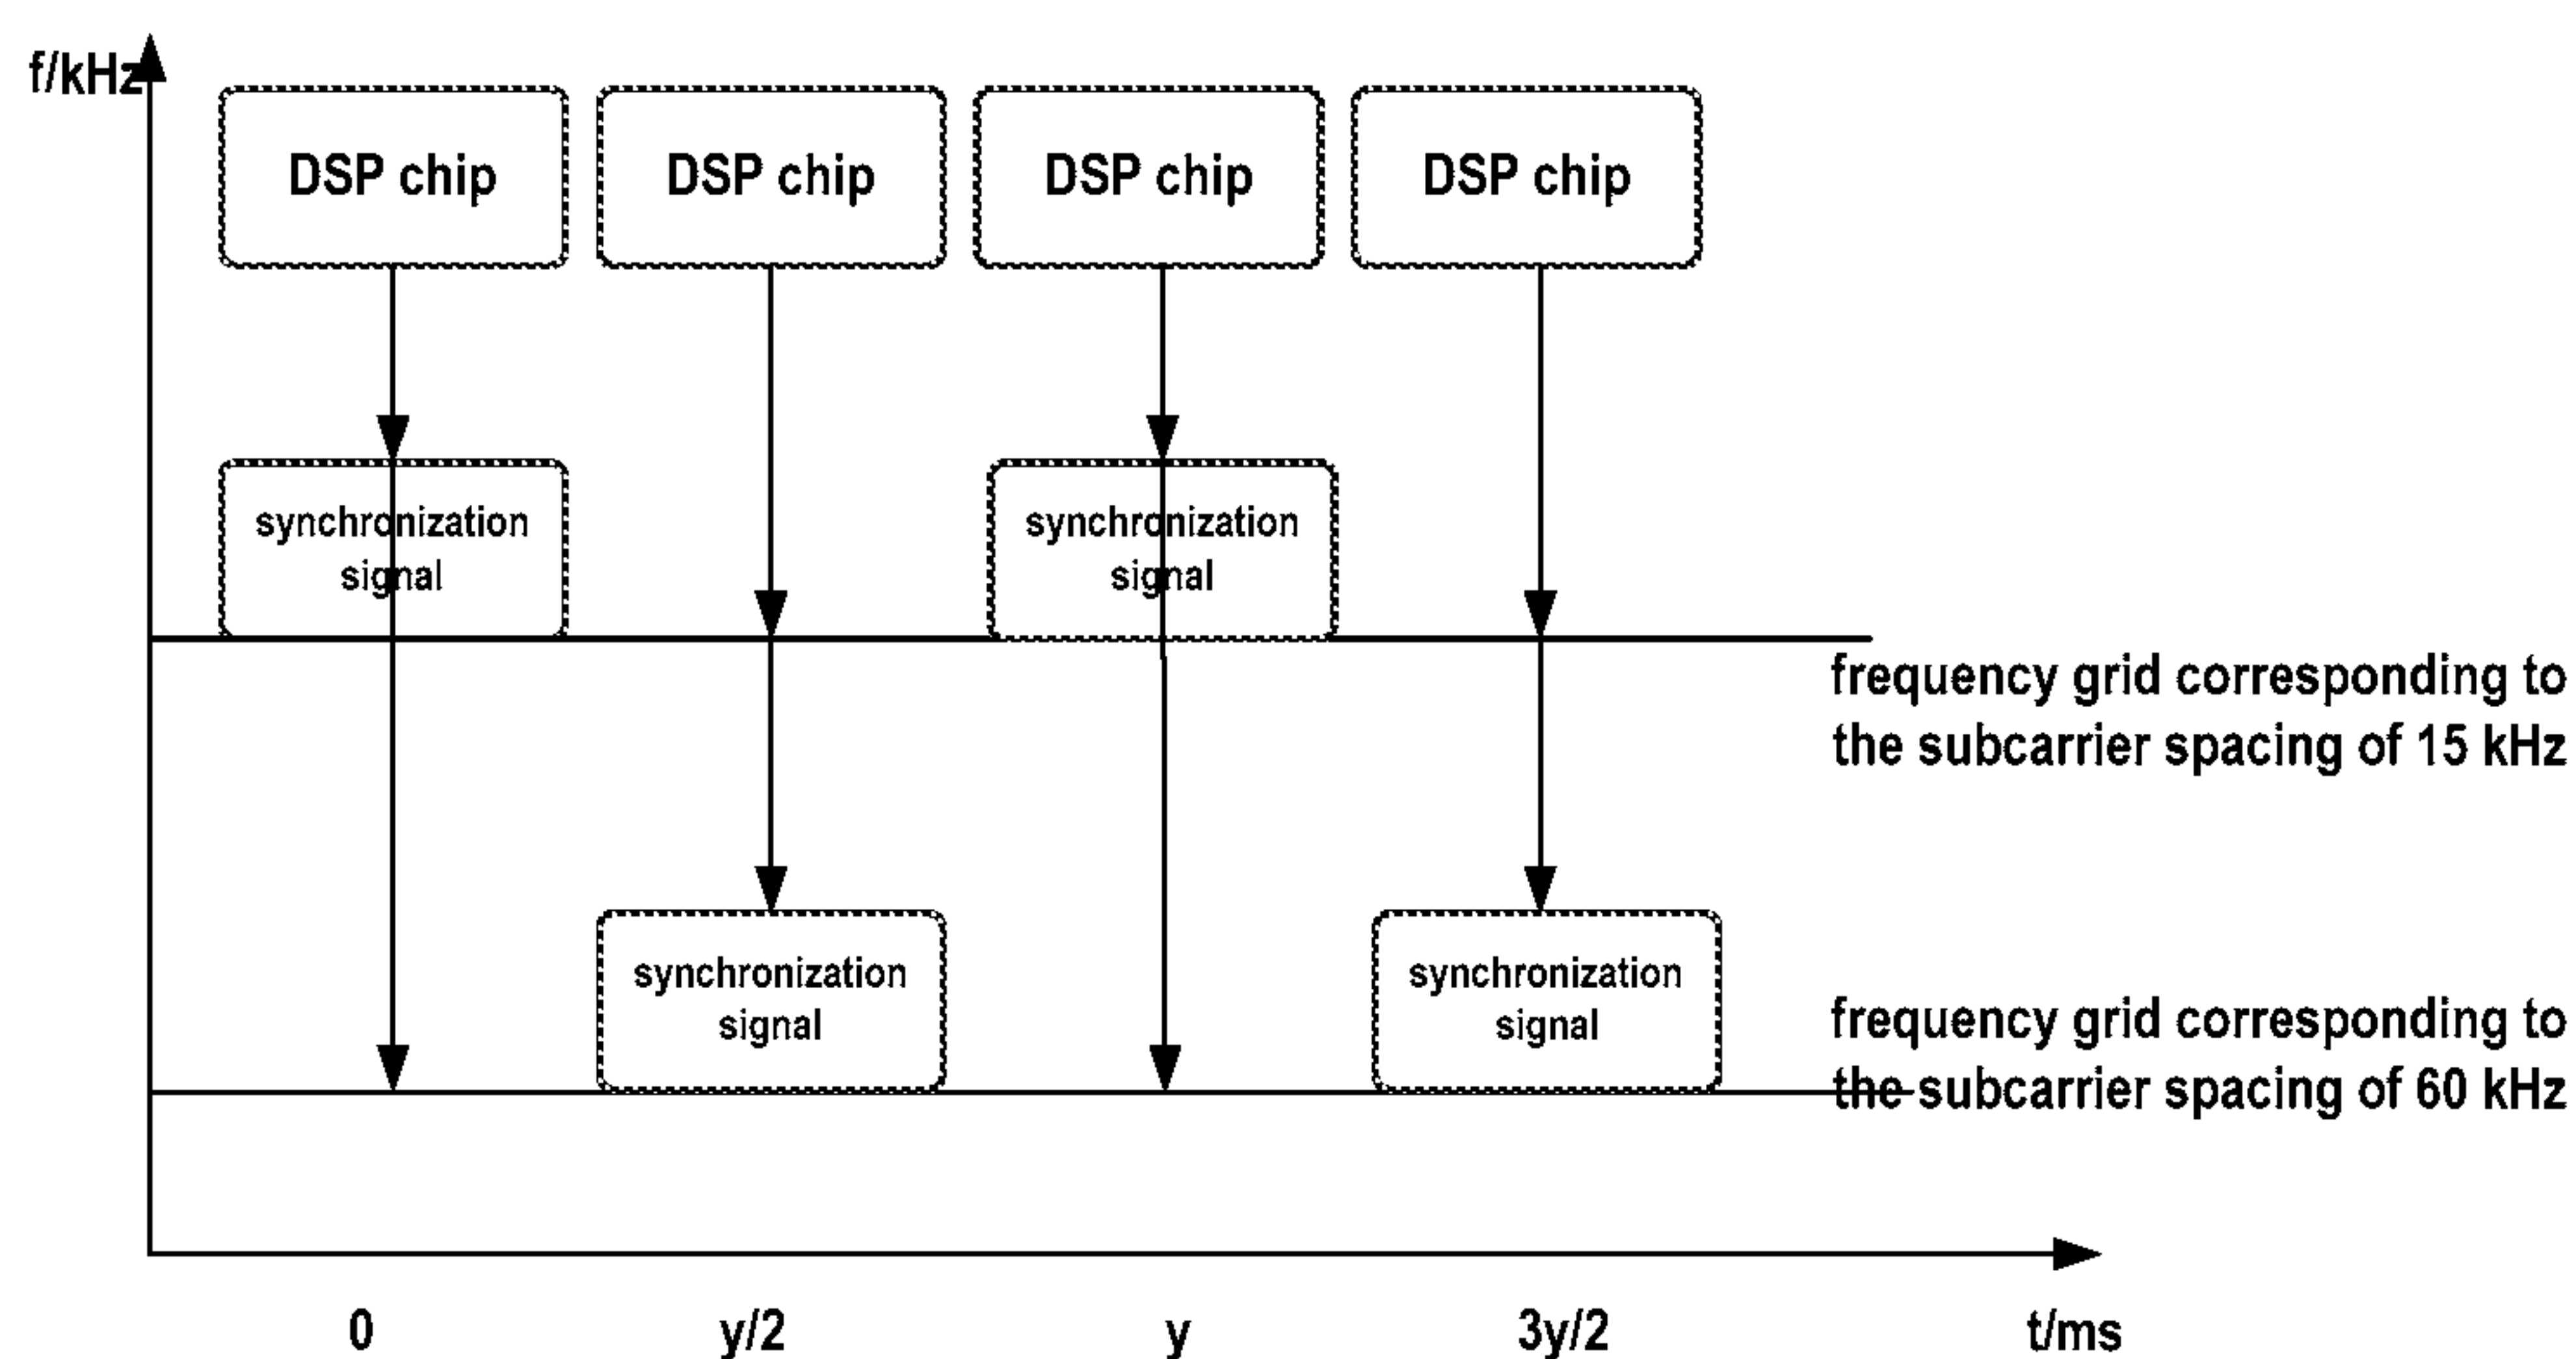 f/kHz
DSP chip
DSP chip
DSP chip
DSP chip
synchronization
signal
synchronization
signal
frequency grid corresponding to
the subcarrier spacing of 15 kHz
synchronization
signal
synchronization
signal
frequency grid corresponding to
the subcarrier spacing of 60 kHz
0
y/2
y
3y/2
t/ms